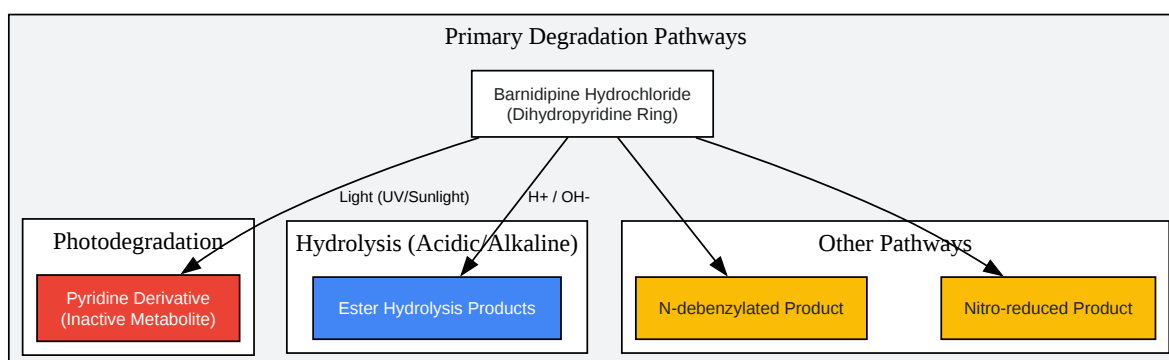 Primary Degradation Pathways
Barnidipine Hydrochloride
(Dihydropyridine Ring)
Light (UV/Sunlight)
H+ / OH-
Photodegradation
Hydrolysis (Acidic/Alkaline)
Other Pathways
Pyridine Derivative
(Inactive Metabolite)
Ester Hydrolysis Products
N-debenzylated Product
Nitro-reduced Product